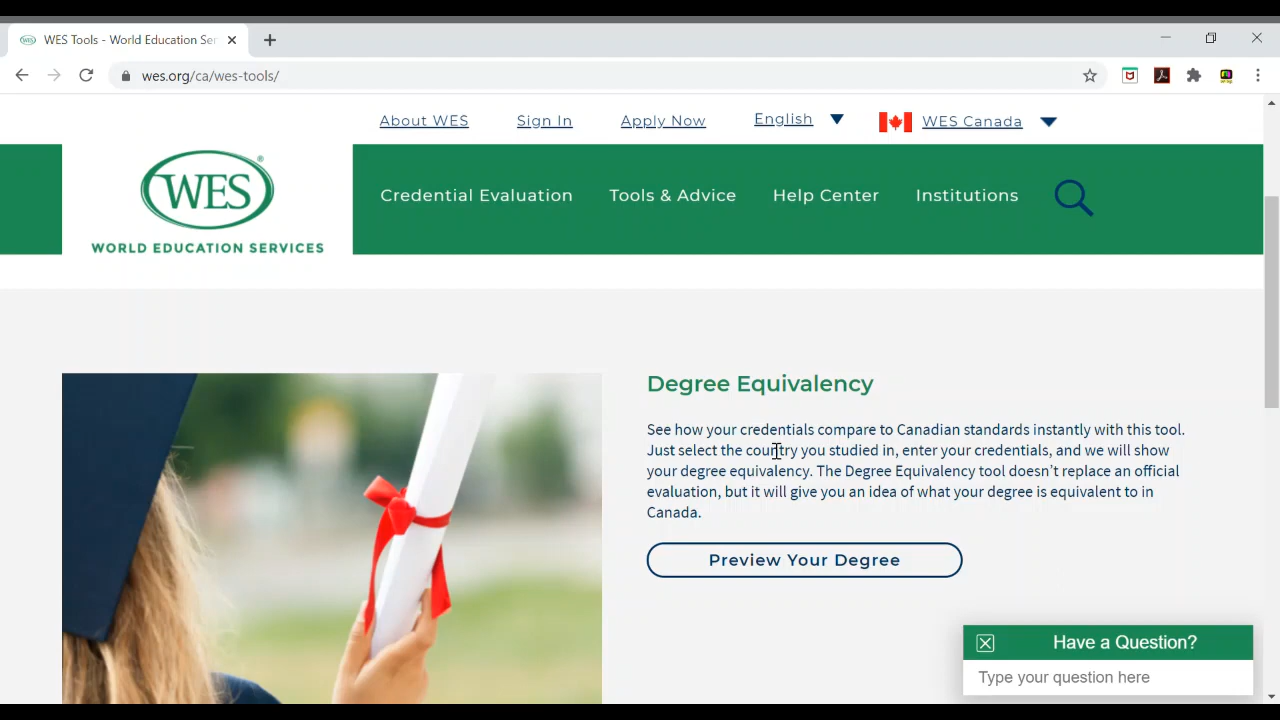 WES Tools - World Education Ser
wes.org/ca/wes-tools/
About WES
Sign In
Apply Now
English
WES Canada
WES
®
WORLD EDUCATION SERVICES
Credential Evaluation
Tools & Advice
Help Center
Institutions
Degree Equivalency
See how your credentials compare to Canadian standards instantly with this tool.
Just select the country you studied in, enter your credentials, and we will show
your degree equivalency. The Degree Equivalency tool doesn’t replace an official
evaluation, but it will give you an idea of what your degree is equivalent to in
Canada.
Preview Your Degree
Have a Question?
Type your question here